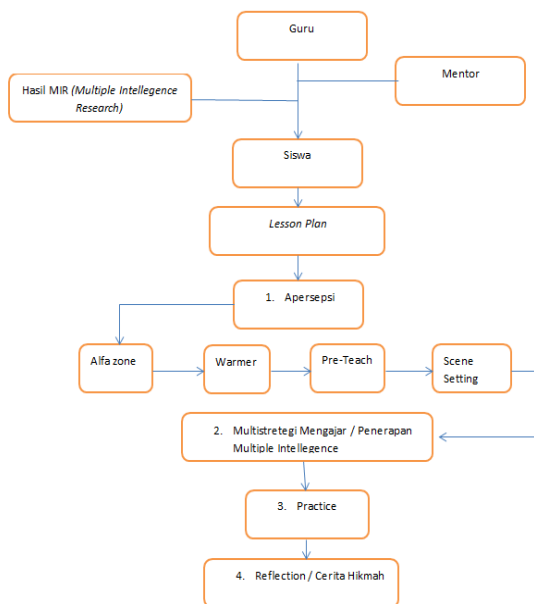 Guru
Mentor
Hasil MIR (Multiple Intellegence
Research)
Siswa
Lesson Plan
1. Apersepsi
Alfa zone
Warmer
Pre-Teach
Scene
Setting
2. Multistretegi Mengajar / Penerapan
Multiple Intellegence
3. Practice
4. Reflection / Cerita Hikmah